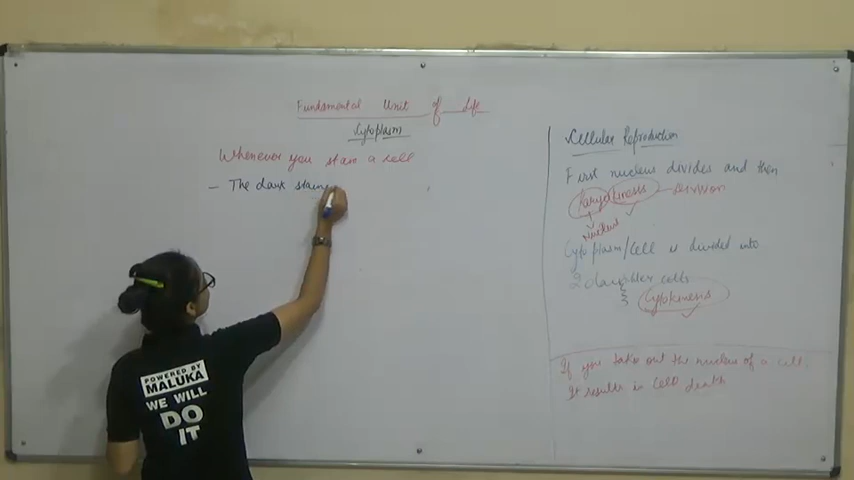 Fundamental Unit of Life
Cytoplasm
Whenever you stain a cell
- The dark stain
Cellular Reproduction
First nucleus divides and then
Karyokinesis - Division
nucleus
Cytoplasm/Cell is divided into
2 daughter cells
Cytokinesis
If you take out the nucleus of a cell
It results in Cell death
POWERED BY
MALUKA
WE WILL
DO
IT